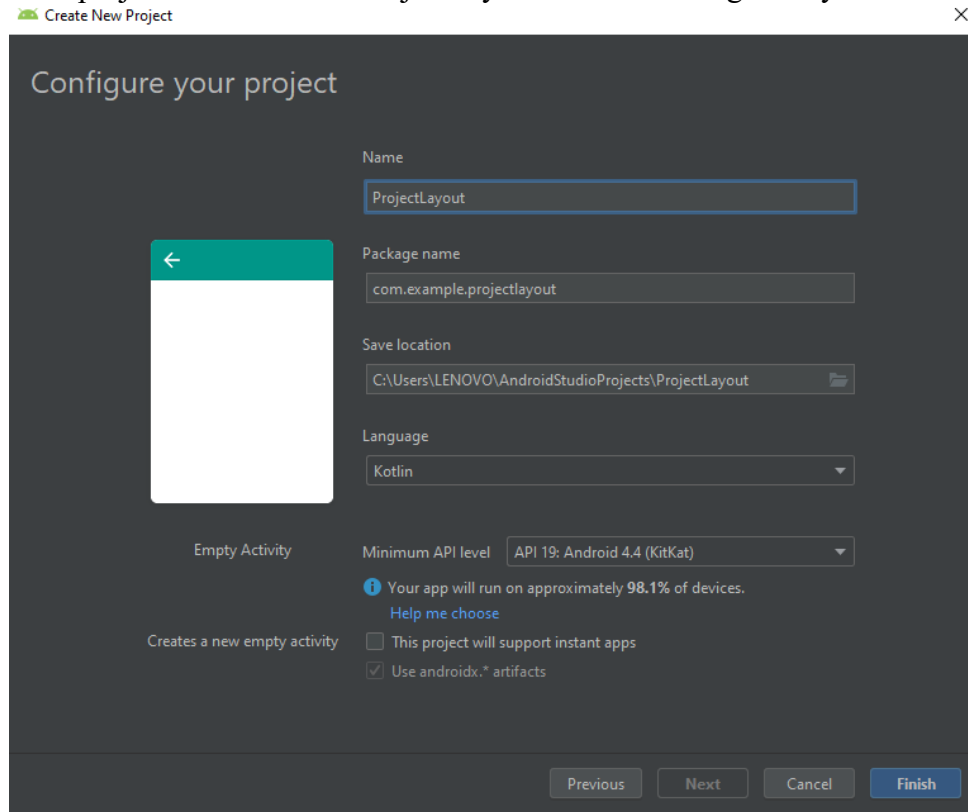 Create New Project
Configure your project
Name
ProjectLayout
Package name
com.example.projectlayout
Save location
C:\Users\LENOVO\AndroidStudioProjects\ProjectLayout
Language
Kotlin
Empty Activity
Minimum API level API 19: Android 4.4 (KitKat)
Your app will run on approximately 98.1% of devices.
Help me choose
Creates a new empty activity
This project will support instant apps
Use androidx.* artifacts
Previous Next Cancel Finish